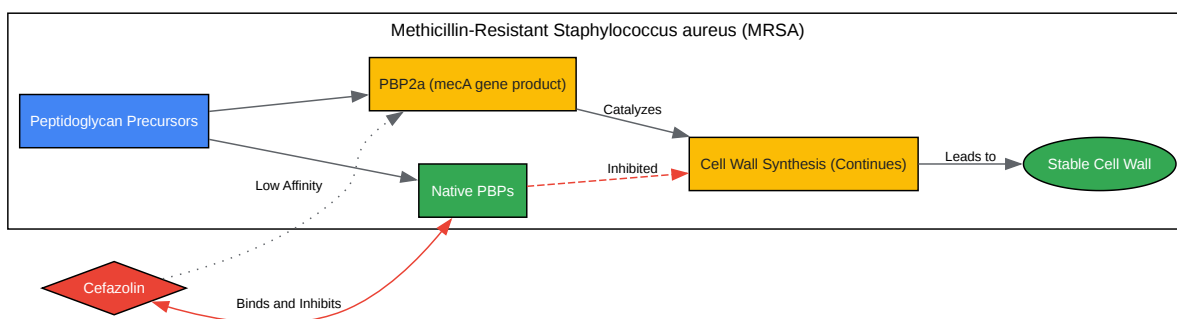 Methicillin-Resistant Staphylococcus aureus (MRSA)
PBP2a (mecA gene product)
Peptidoglycan Precursors
Catalyzes
Cell Wall Synthesis (Continues)
Leads to
Stable Cell Wall
Inhibited
Low Affinity
Native PBPs
Cefazolin
Binds and Inhibits